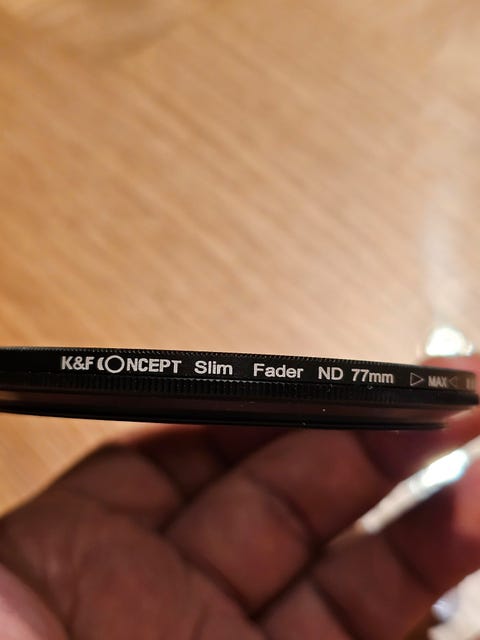 K&F CONCEPT Slim Fader ND 77mm ▷ MAX ◁